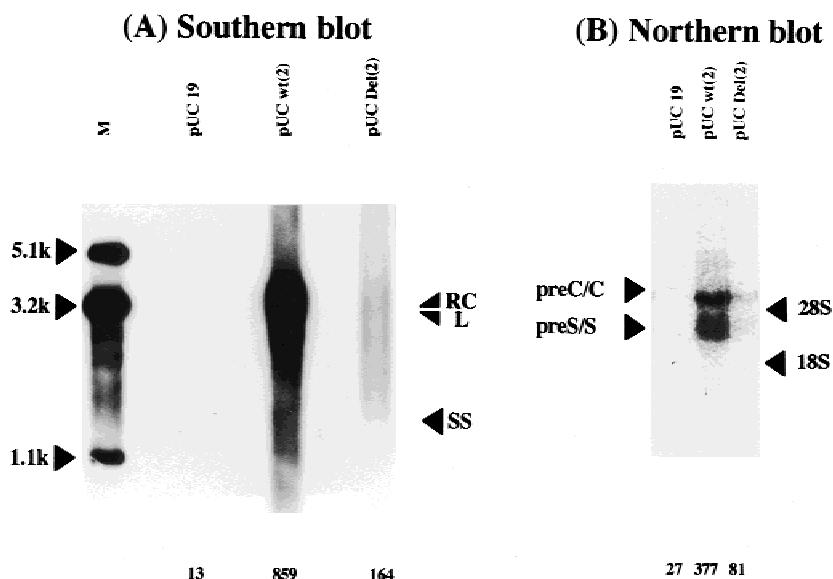 (A) Southern blot
(B) Northern blot
M
pUC 19
pUC wt(2)
pUC Del(2)
pUC 19
pUC wt(2)
pUC Del(2)
5.1k
3.2k
1.1k
RC
L
SS
preC/C
preS/S
28S
18S
13 859 164
27 377 81